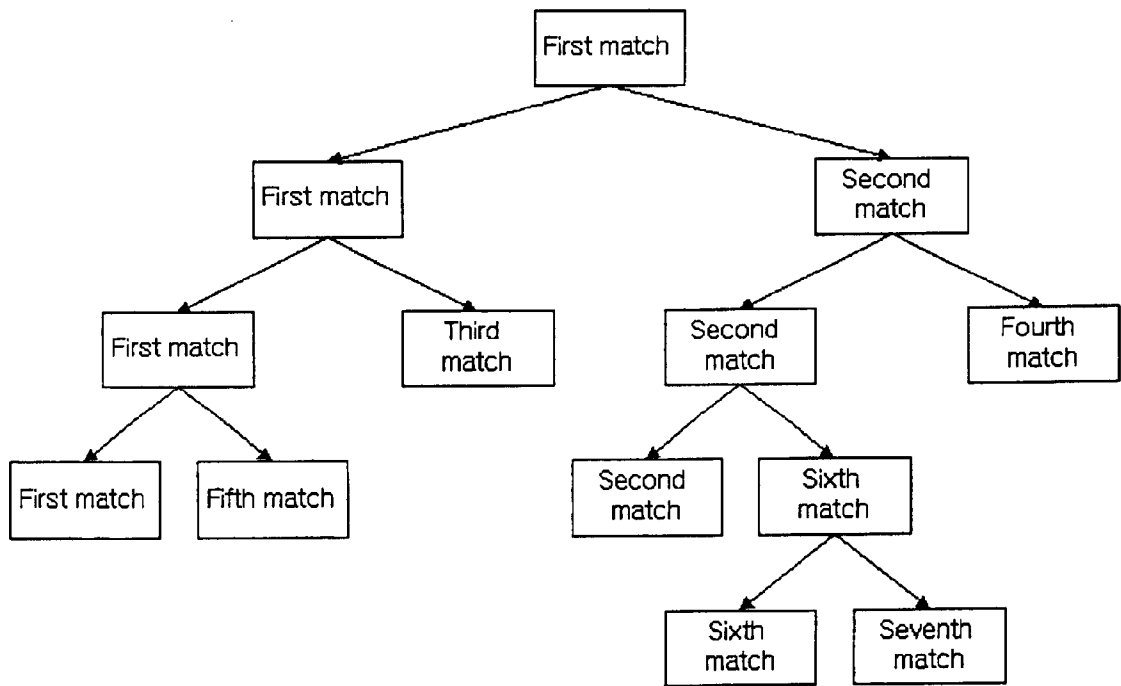 First match
First match
Second
match
First match
Third
match
Second
match
Fourth
match
First match
Fifth match
Second
match
Sixth
match
Sixth
match
Seventh
match